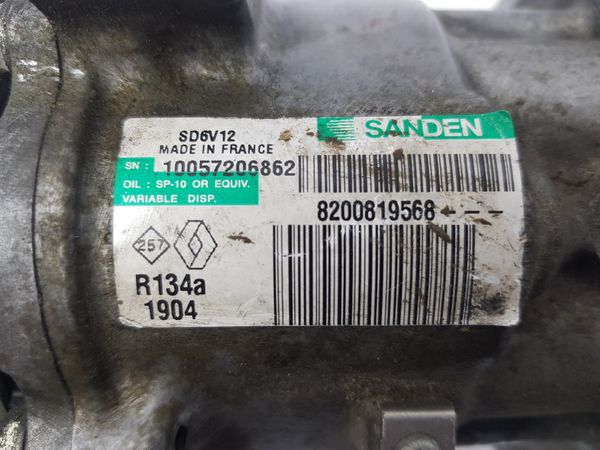 SD6V12
MADE IN FRANCE
SANDEN
SN : 10057206862
OIL : SP-10 OR EQUIV.
VARIABLE DISP.
8200819568---
257
R134a
1904